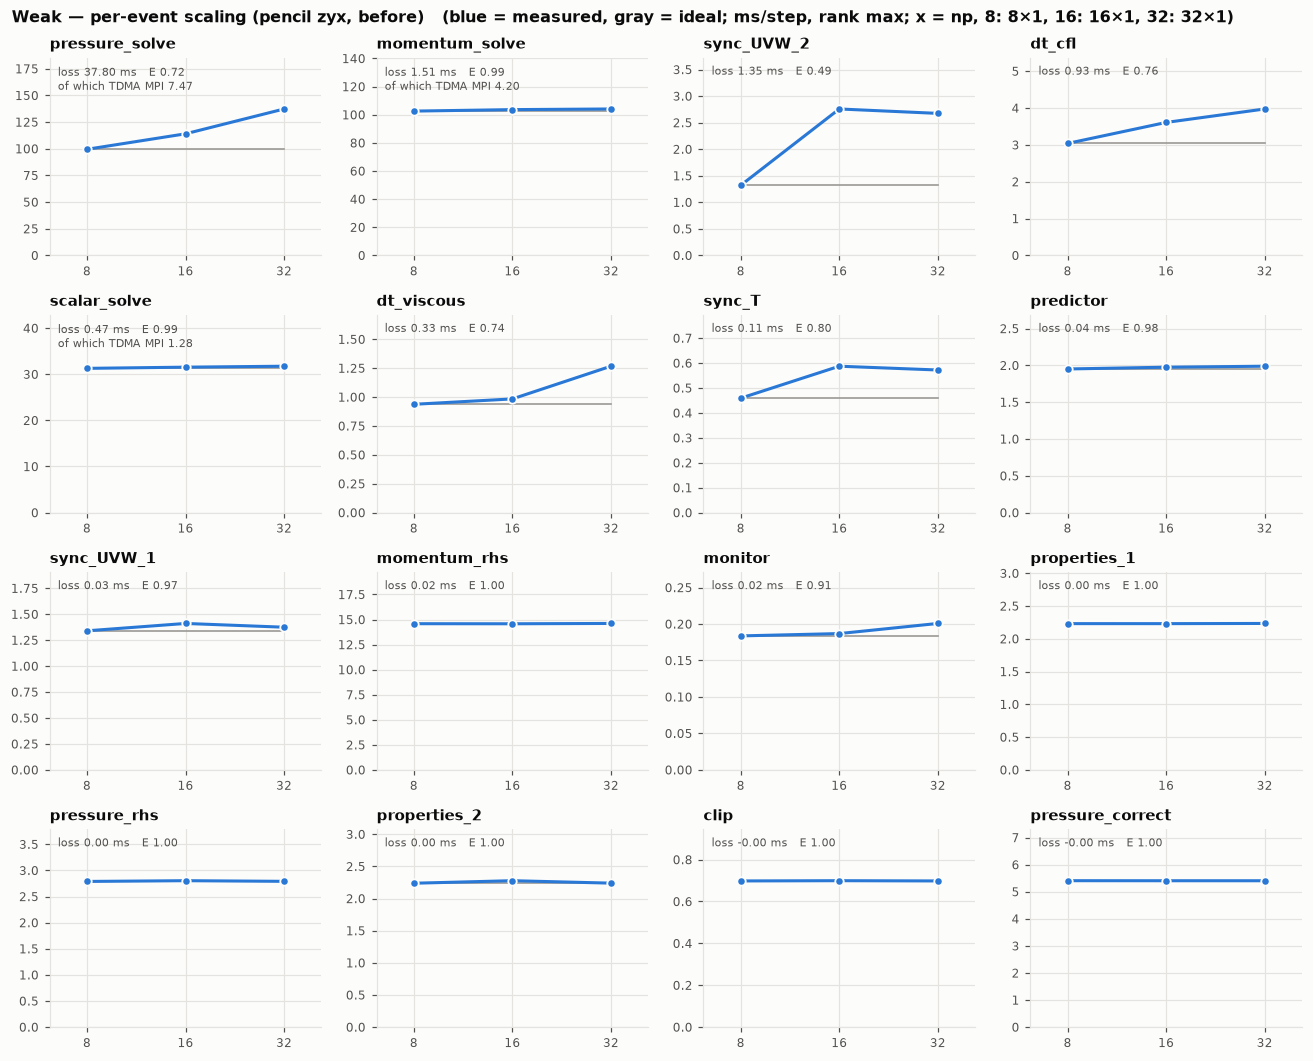 Weak — per-event scaling (pencil zyx, before)   (blue = measured, gray = ideal; ms/step, rank max; x = np, 8: 8×1, 16: 16×1, 32: 32×1)
pressure_solve
loss 37.80 ms   E 0.72
of which TDMA MPI 7.47
175
150
125
100
75
50
25
0
8 16 32
momentum_solve
loss 1.51 ms   E 0.99
of which TDMA MPI 4.20
140
120
100
80
60
40
20
0
8 16 32
sync_UVW_2
loss 1.35 ms   E 0.49
3.5
3.0
2.5
2.0
1.5
1.0
0.5
0.0
8 16 32
dt_cfl
loss 0.93 ms   E 0.76
5
4
3
2
1
0
8 16 32
scalar_solve
loss 0.47 ms   E 0.99
of which TDMA MPI 1.28
40
30
20
10
0
8 16 32
dt_viscous
loss 0.33 ms   E 0.74
1.50
1.25
1.00
0.75
0.50
0.25
0.00
8 16 32
sync_T
loss 0.11 ms   E 0.80
0.7
0.6
0.5
0.4
0.3
0.2
0.1
0.0
8 16 32
predictor
loss 0.04 ms   E 0.98
2.5
2.0
1.5
1.0
0.5
0.0
8 16 32
sync_UVW_1
loss 0.03 ms   E 0.97
1.75
1.50
1.25
1.00
0.75
0.50
0.25
0.00
8 16 32
momentum_rhs
loss 0.02 ms   E 1.00
17.5
15.0
12.5
10.0
7.5
5.0
2.5
0.0
8 16 32
monitor
loss 0.02 ms   E 0.91
0.25
0.20
0.15
0.10
0.05
0.00
8 16 32
properties_1
loss 0.00 ms   E 1.00
3.0
2.5
2.0
1.5
1.0
0.5
0.0
8 16 32
pressure_rhs
loss 0.00 ms   E 1.00
3.5
3.0
2.5
2.0
1.5
1.0
0.5
0.0
8 16 32
properties_2
loss 0.00 ms   E 1.00
3.0
2.5
2.0
1.5
1.0
0.5
0.0
8 16 32
clip
loss -0.00 ms   E 1.00
0.8
0.6
0.4
0.2
0.0
8 16 32
pressure_correct
loss -0.00 ms   E 1.00
7
6
5
4
3
2
1
0
8 16 32